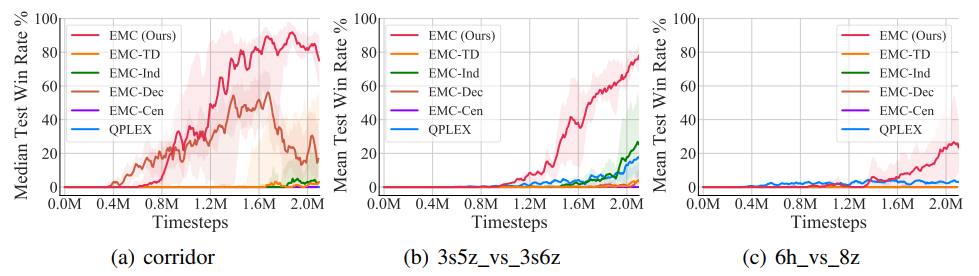 Median Test Win Rate %
100
80
60
40
20
0
EMC (Ours)
EMC-TD
EMC-Ind
EMC-Dec
EMC-Cen
QPLEX
0.0M 0.4M 0.8M 1.2M 1.6M 2.0M
Timesteps
(a) corridor
Mean Test Win Rate %
100
80
60
40
20
0
EMC (Ours)
EMC-TD
EMC-Ind
EMC-Dec
EMC-Cen
QPLEX
0.0M 0.4M 0.8M 1.2M 1.6M 2.0M
Timesteps
(b) 3s5z_vs_3s6z
Mean Test Win Rate %
100
80
60
40
20
0
EMC (Ours)
EMC-TD
EMC-Ind
EMC-Dec
EMC-Cen
QPLEX
0.0M 0.4M 0.8M 1.2M 1.6M 2.0M
Timesteps
(c) 6h_vs_8z